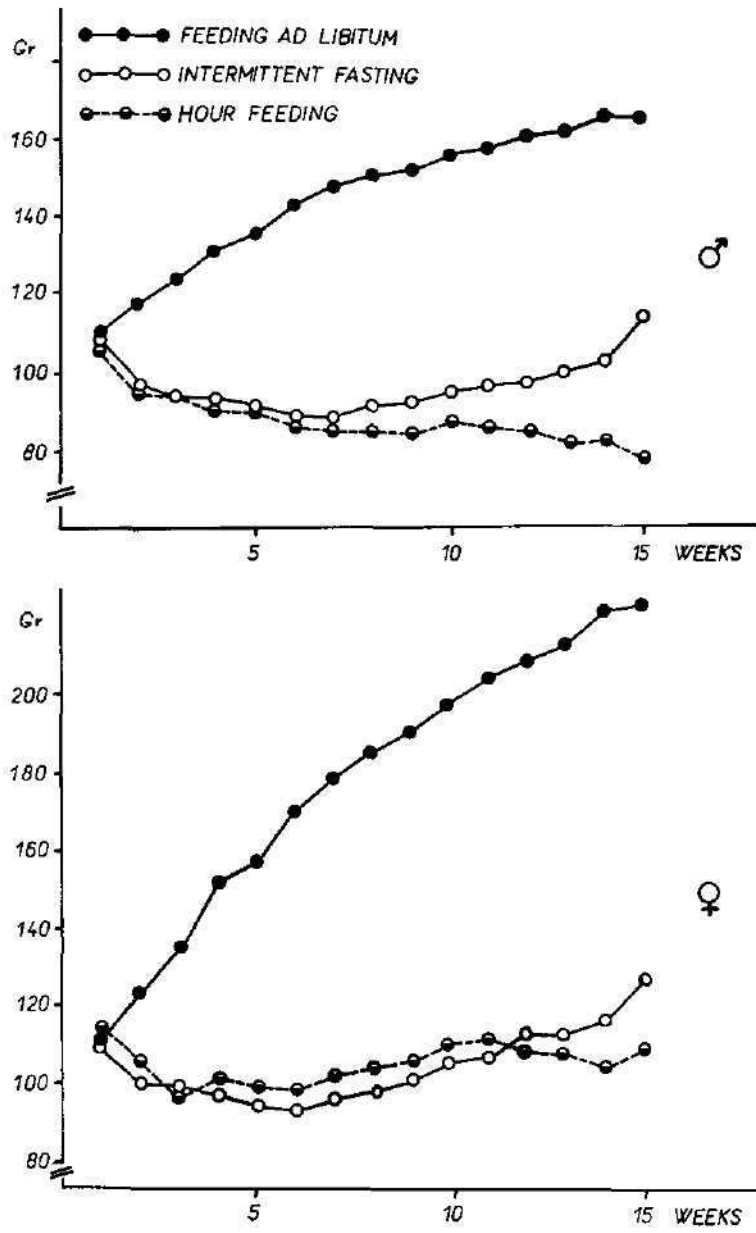 Gr
FEEDING AD LIBITUM
INTERMITTENT FASTING
HOUR FEEDING
160
140
120
100
80
♂
5 10 15 WEEKS
Gr
200
180
160
140
120
100
80
♀
5 10 15 WEEKS